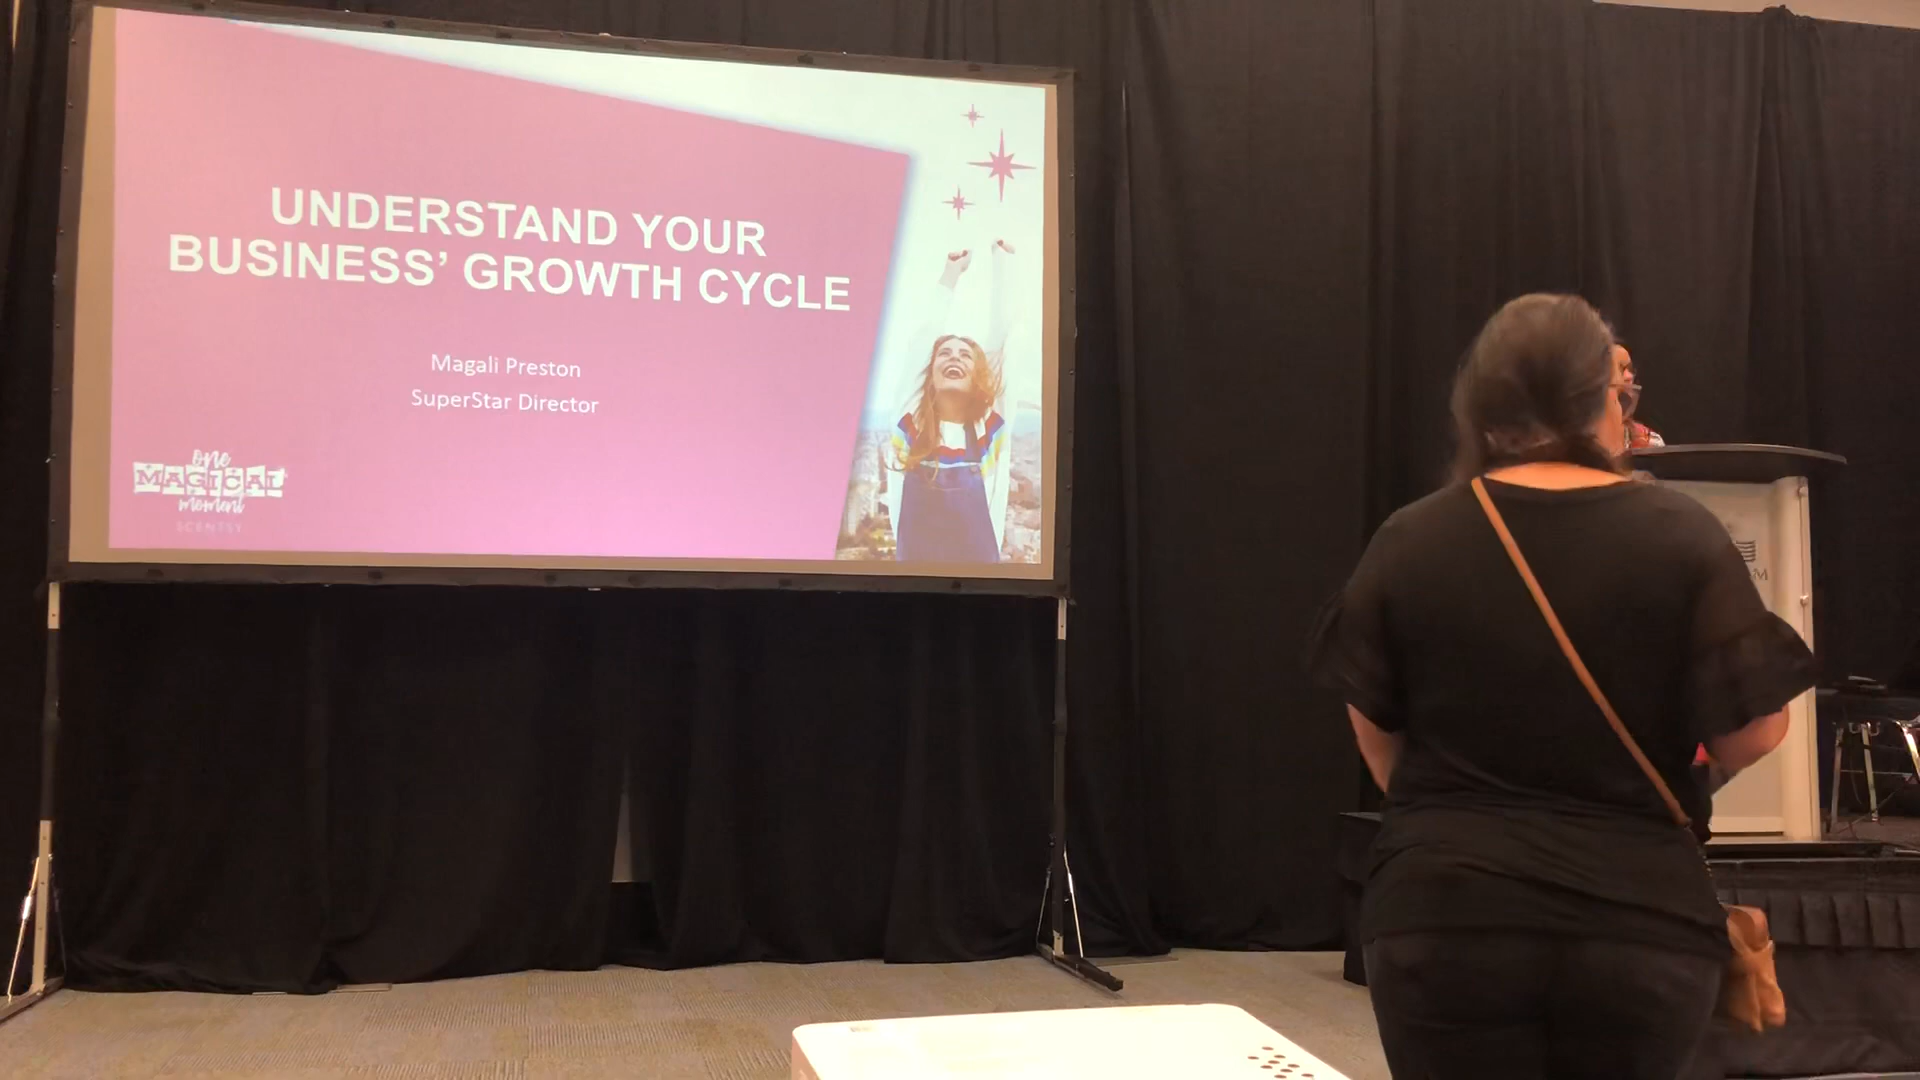 UNDERSTAND YOUR
BUSINESS’ GROWTH CYCLE
Magali Preston
SuperStar Director
one
MAGICAL
moment
SCENTSY